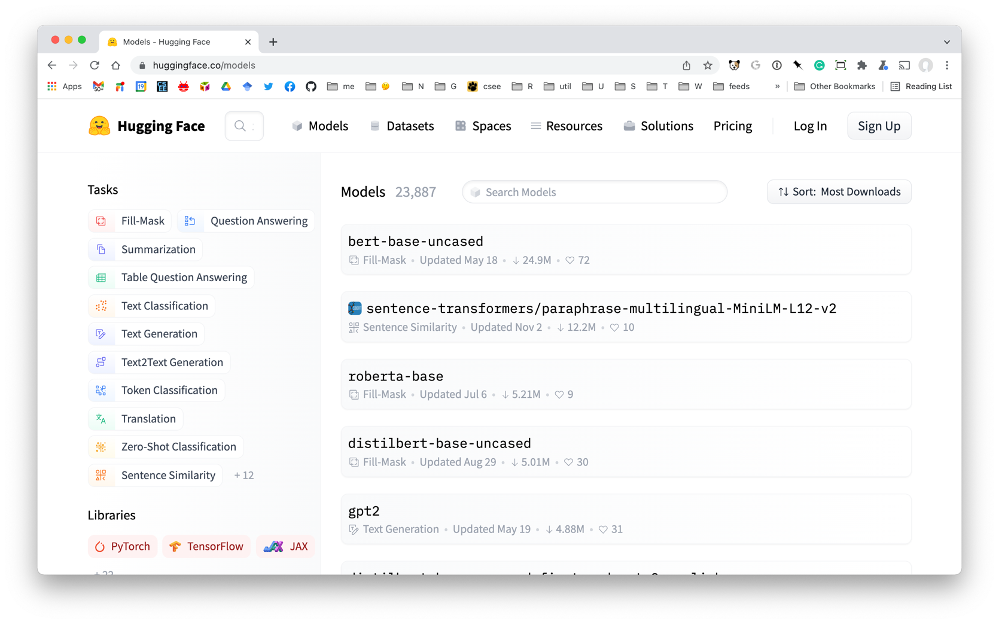 Models - Hugging Face
huggingface.co/models
Apps 50+ 19 me N G csee R util U S T W feeds » Other Bookmarks Reading List
Hugging Face Models Datasets Spaces Resources Solutions Pricing Log In Sign Up
Tasks
Fill-Mask Question Answering
Summarization
Table Question Answering
Text Classification
Text Generation
Text2Text Generation
Token Classification
Translation
Zero-Shot Classification
Sentence Similarity + 12
Libraries
PyTorch TensorFlow JAX
Models 23,887 Search Models Sort: Most Downloads
bert-base-uncased
Fill-Mask • Updated May 18 • ↓ 24.9M • ♡ 72
sentence-transformers/paraphrase-multilingual-MiniLM-L12-v2
Sentence Similarity • Updated Nov 2 • ↓ 12.2M • ♡ 10
roberta-base
Fill-Mask • Updated Jul 6 • ↓ 5.21M • ♡ 9
distilbert-base-uncased
Fill-Mask • Updated Aug 29 • ↓ 5.01M • ♡ 30
gpt2
Text Generation • Updated May 19 • ↓ 4.88M • ♡ 31